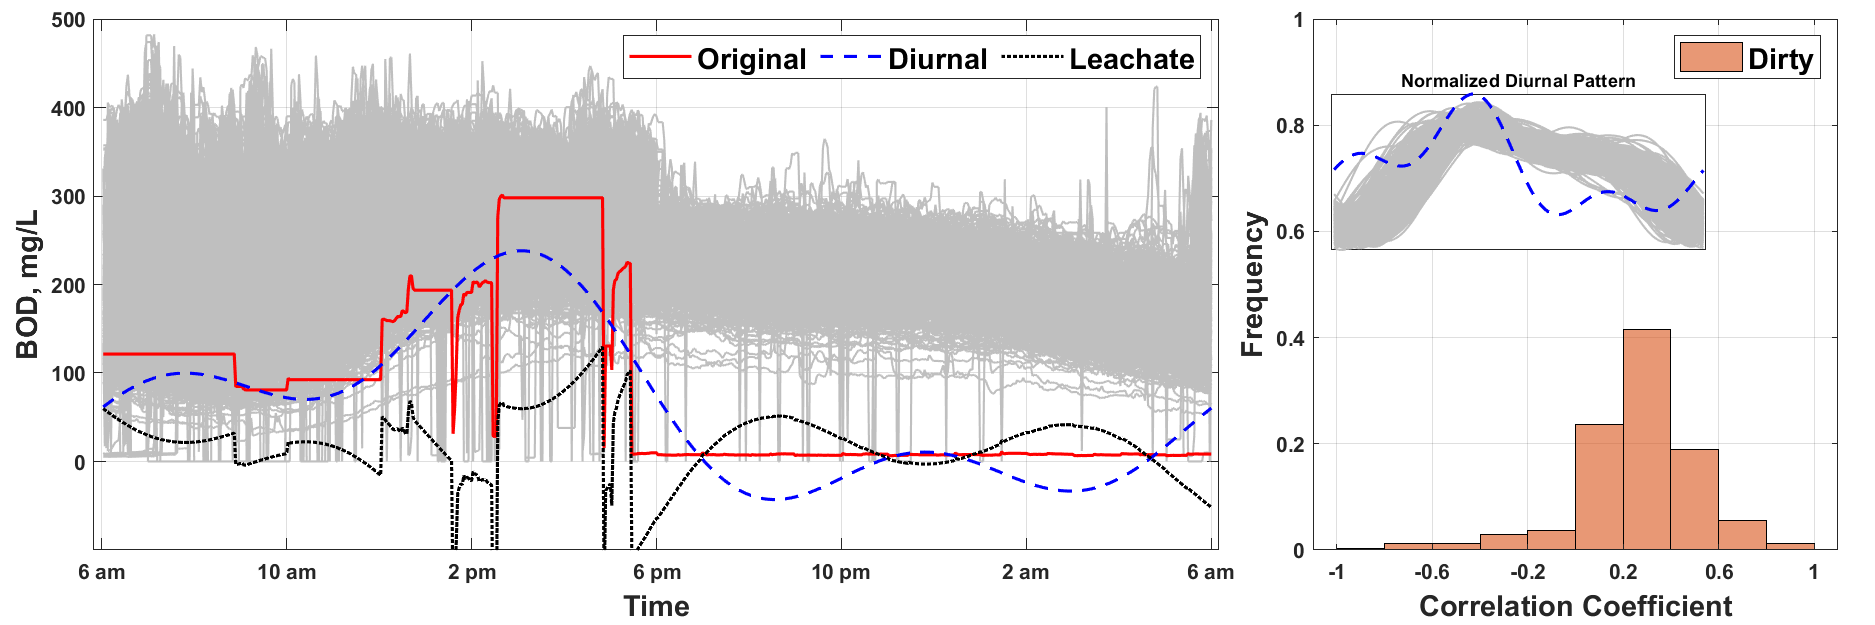 500
400
300
200
100
0
BOD, mg/L
Original Diurnal Leachate
6 am 10 am 2 pm 6 pm 10 pm 2 am 6 am
Time
1
0.8
0.6
0.4
0.2
0
Frequency
Dirty
Normalized Diurnal Pattern
-1 -0.6 -0.2 0.2 0.6 1
Correlation Coefficient